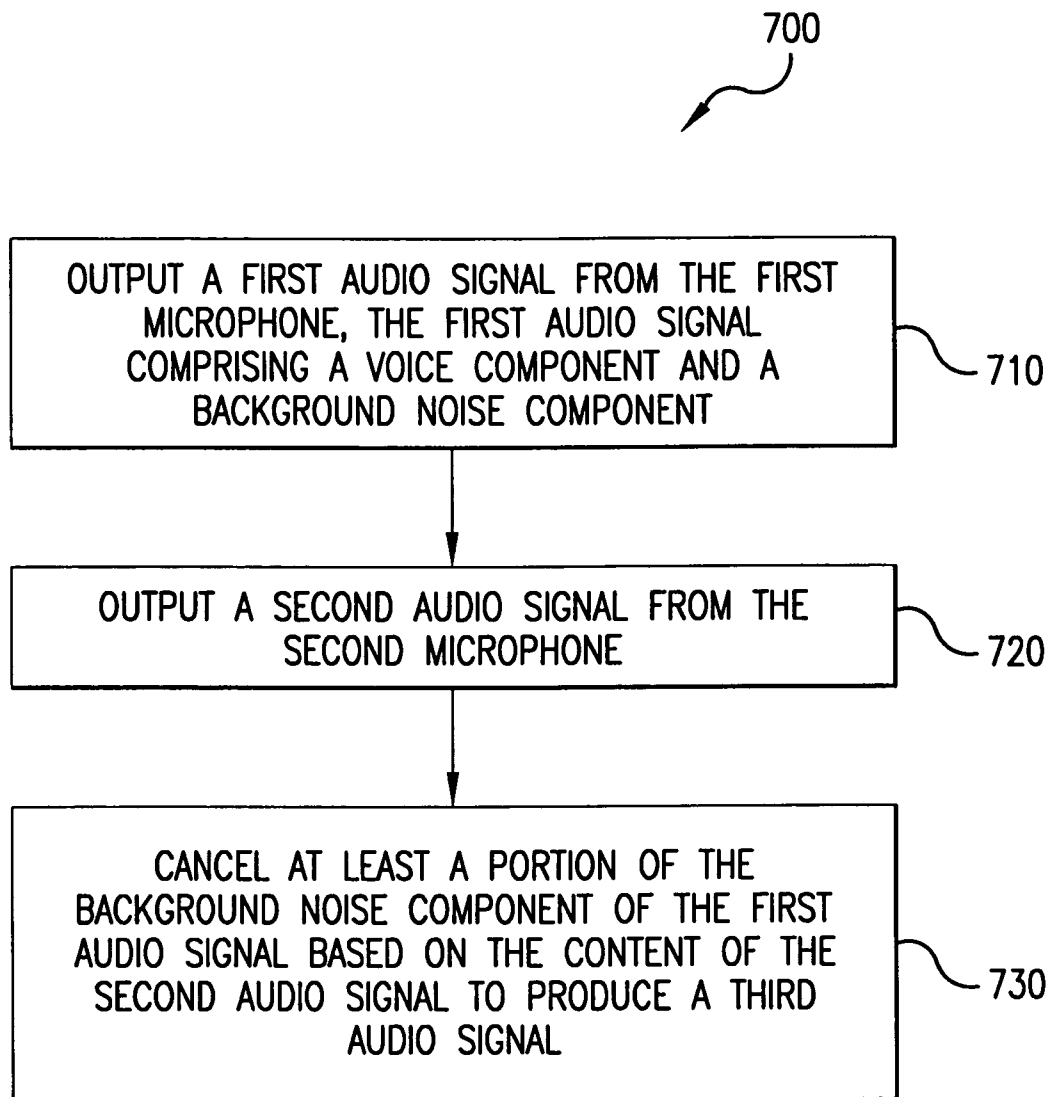 700
OUTPUT A FIRST AUDIO SIGNAL FROM THE FIRST
MICROPHONE, THE FIRST AUDIO SIGNAL
COMPRISING A VOICE COMPONENT AND A
BACKGROUND NOISE COMPONENT
710
OUTPUT A SECOND AUDIO SIGNAL FROM THE
SECOND MICROPHONE
720
CANCEL AT LEAST A PORTION OF THE
BACKGROUND NOISE COMPONENT OF THE FIRST
AUDIO SIGNAL BASED ON THE CONTENT OF THE
SECOND AUDIO SIGNAL TO PRODUCE A THIRD
AUDIO SIGNAL
730